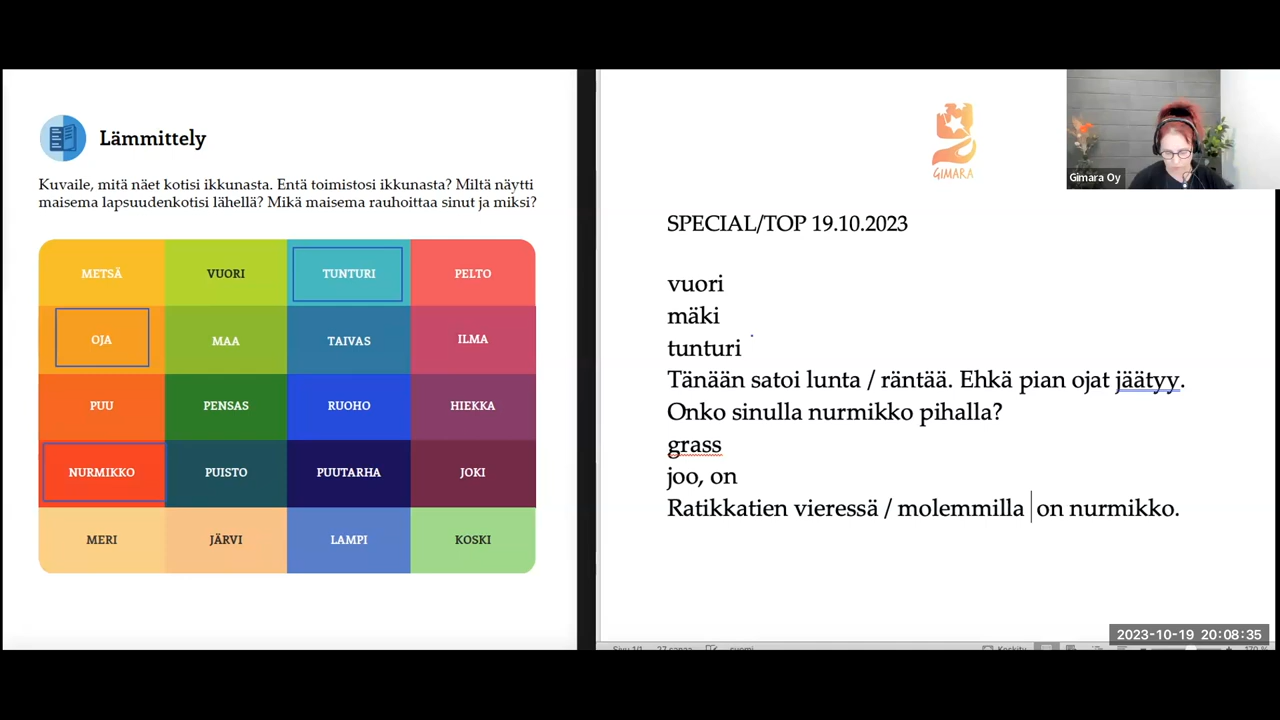 Lämmittely
Kuvaile, mitä näet kotisi ikkunasta. Entä toimistosi ikkunasta? Miltä näytti
maisema lapsuudenkotisi lähellä? Mikä maisema rauhoittaa sinut ja miksi?
METSÄ VUORI TUNTURI PELTO
OJA MAA TAIVAS ILMA
PUU PENSAS RUOHO HIEKKA
NURMIKKO PUISTO PUUTARHA JOKI
MERI JÄRVI LAMPI KOSKI
GIMARA
Gimara Oy
SPECIAL/TOP 19.10.2023
vuori
mäki
tunturi
Tänään satoi lunta / räntää. Ehkä pian ojat jäätyy.
Onko sinulla nurmikko pihalla?
grass
joo, on
Ratikkatien vieressä / molemmilla on nurmikko.
2023-10-19 20:08:35